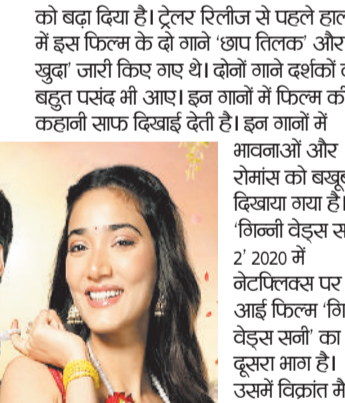 को बढ़ा दिया है। ट्रेलर रिलीज से पहले हाल
में इस फिल्म के दो गाने ‘छाप तिलक’ और
खुदा’ जारी किए गए थे। दोनों गाने दर्शकों
बहुत पसंद भी आए। इन गानों में फिल्म की
कहानी साफ दिखाई देती है। इन गानों में
भावनाओं और
रोमांस को बखूब
दिखाया गया है।
‘गिन्नी वेड्स स
2’ 2020 में
नेटफ्लिक्स पर
आई फिल्म ‘गि
वेड्स सनी’ का
दूसरा भाग है।
उसमें विक्रांत मै